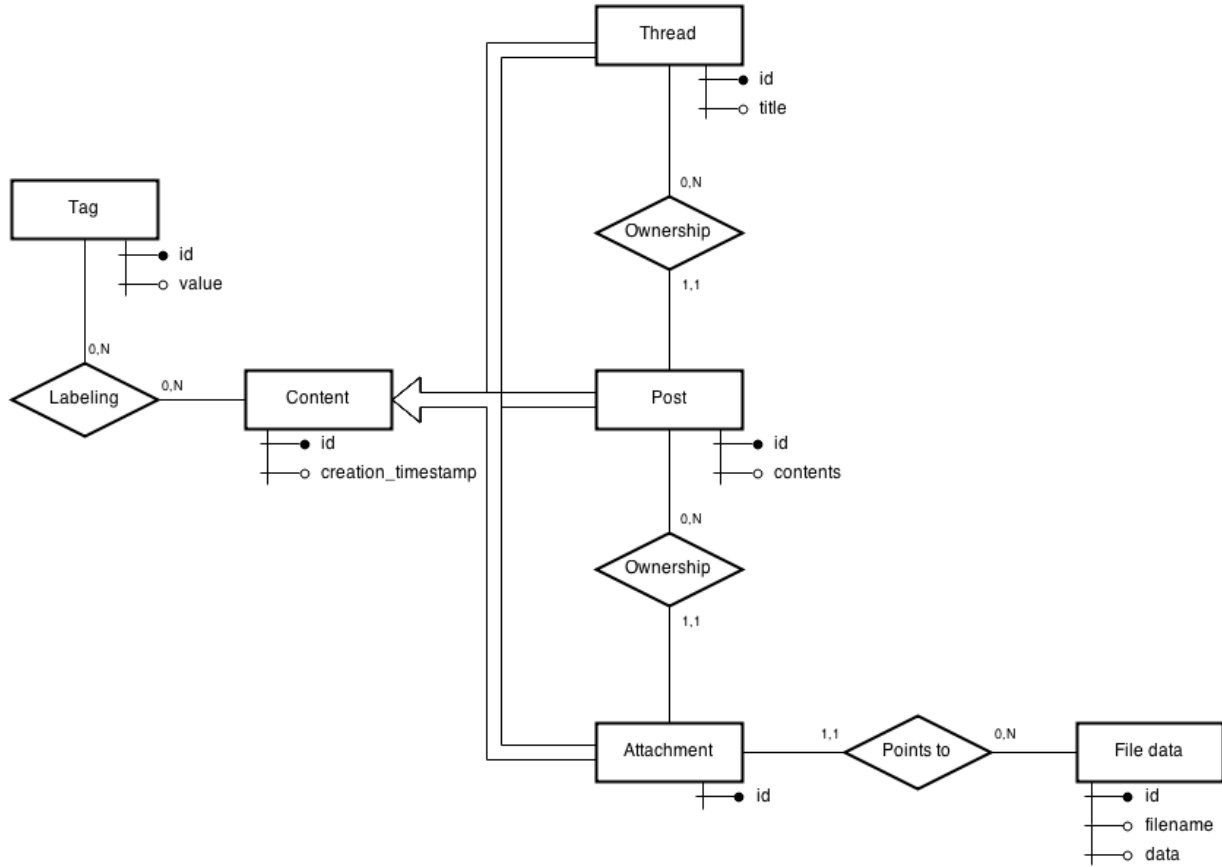 Thread
id
title
0,N
Ownership
1,1
Tag
id
value
0,N
Labeling
0,N
Content
id
creation_timestamp
Post
id
contents
0,N
Ownership
1,1
Attachment
id
1,1
Points to
0,N
File data
id
filename
data